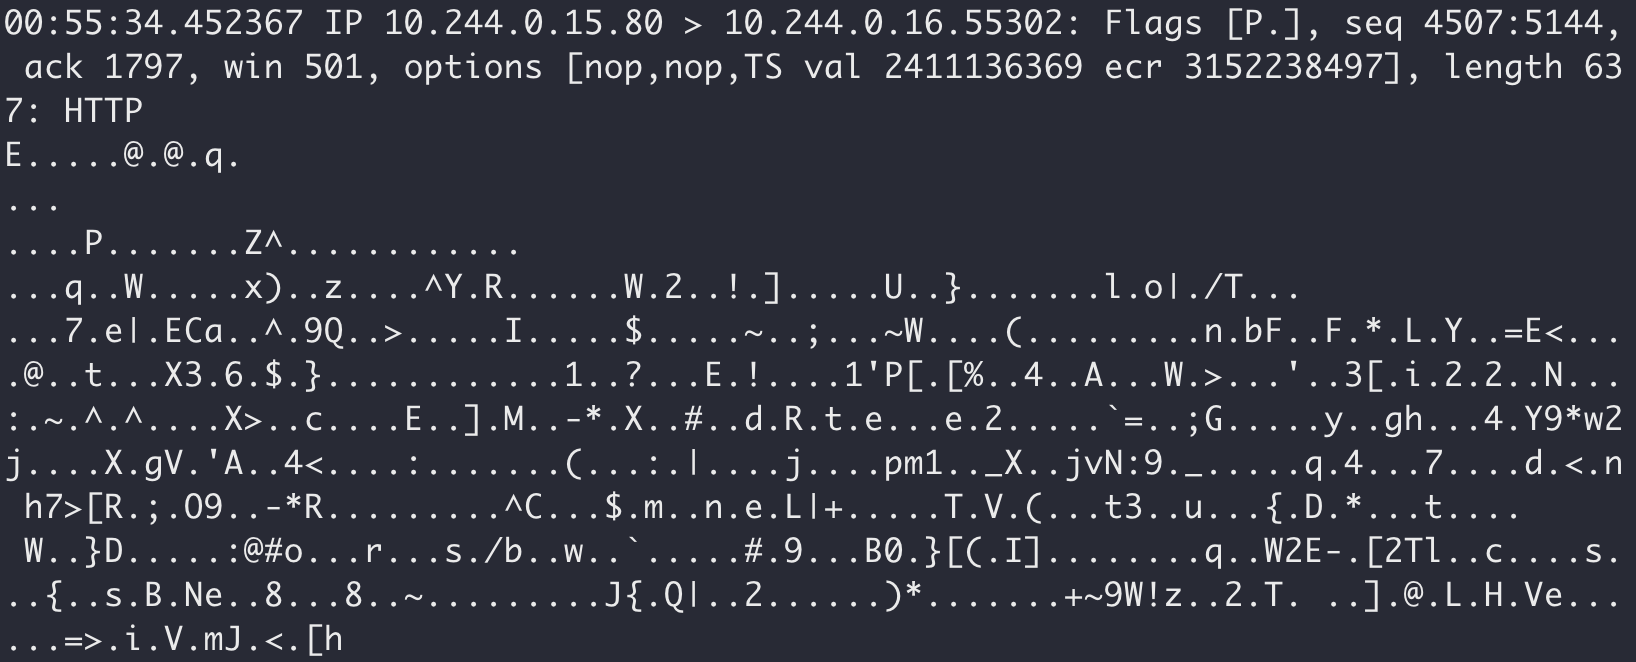 00:55:34.452367 IP 10.244.0.15.80 > 10.244.0.16.55302: Flags [P.], seq 4507:5144,
 ack 1797, win 501, options [nop,nop,TS val 2411136369 ecr 3152238497], length 63
7: HTTP
E.....@.@.q.
...
....P.......Z^............
...q..W.....x)..z....^Y.R......W.2..!.].....U..}.......l.o|./T...
...7.e|.ECa..^.9Q..>.....I.....$.....~..;...~W....(.........n.bF..F.*.L.Y..=E<...
.@..t...X3.6.$.}............1..?...E.!....1'P[.[%..4..A...W.>...'..3[.i.2.2..N...
:.~.^.^....X>..c....E..].M..-*.X..#..d.R.t.e...e.2.....`=..;G.....y..gh...4.Y9*w2
j....X.gV.'A..4<....:.......(...:.|....j....pm1.._X..jvN:9._.....q.4...7....d.<.n
 h7>[R.;.O9..-*R.........^C...$.m..n.e.L|+.....T.V.(...t3..u...{.D.*...t....
 W..}D.....:@#o...r...s./b..w..`.....#.9...B0.}[(.I]........q..W2E-.[2Tl..c....s.
..{..s.B.Ne..8...8..~.........J{.Q|..2......)*.......+~9W!z..2.T. ..].@.L.H.Ve...
...=>.i.V.mJ.<.[h